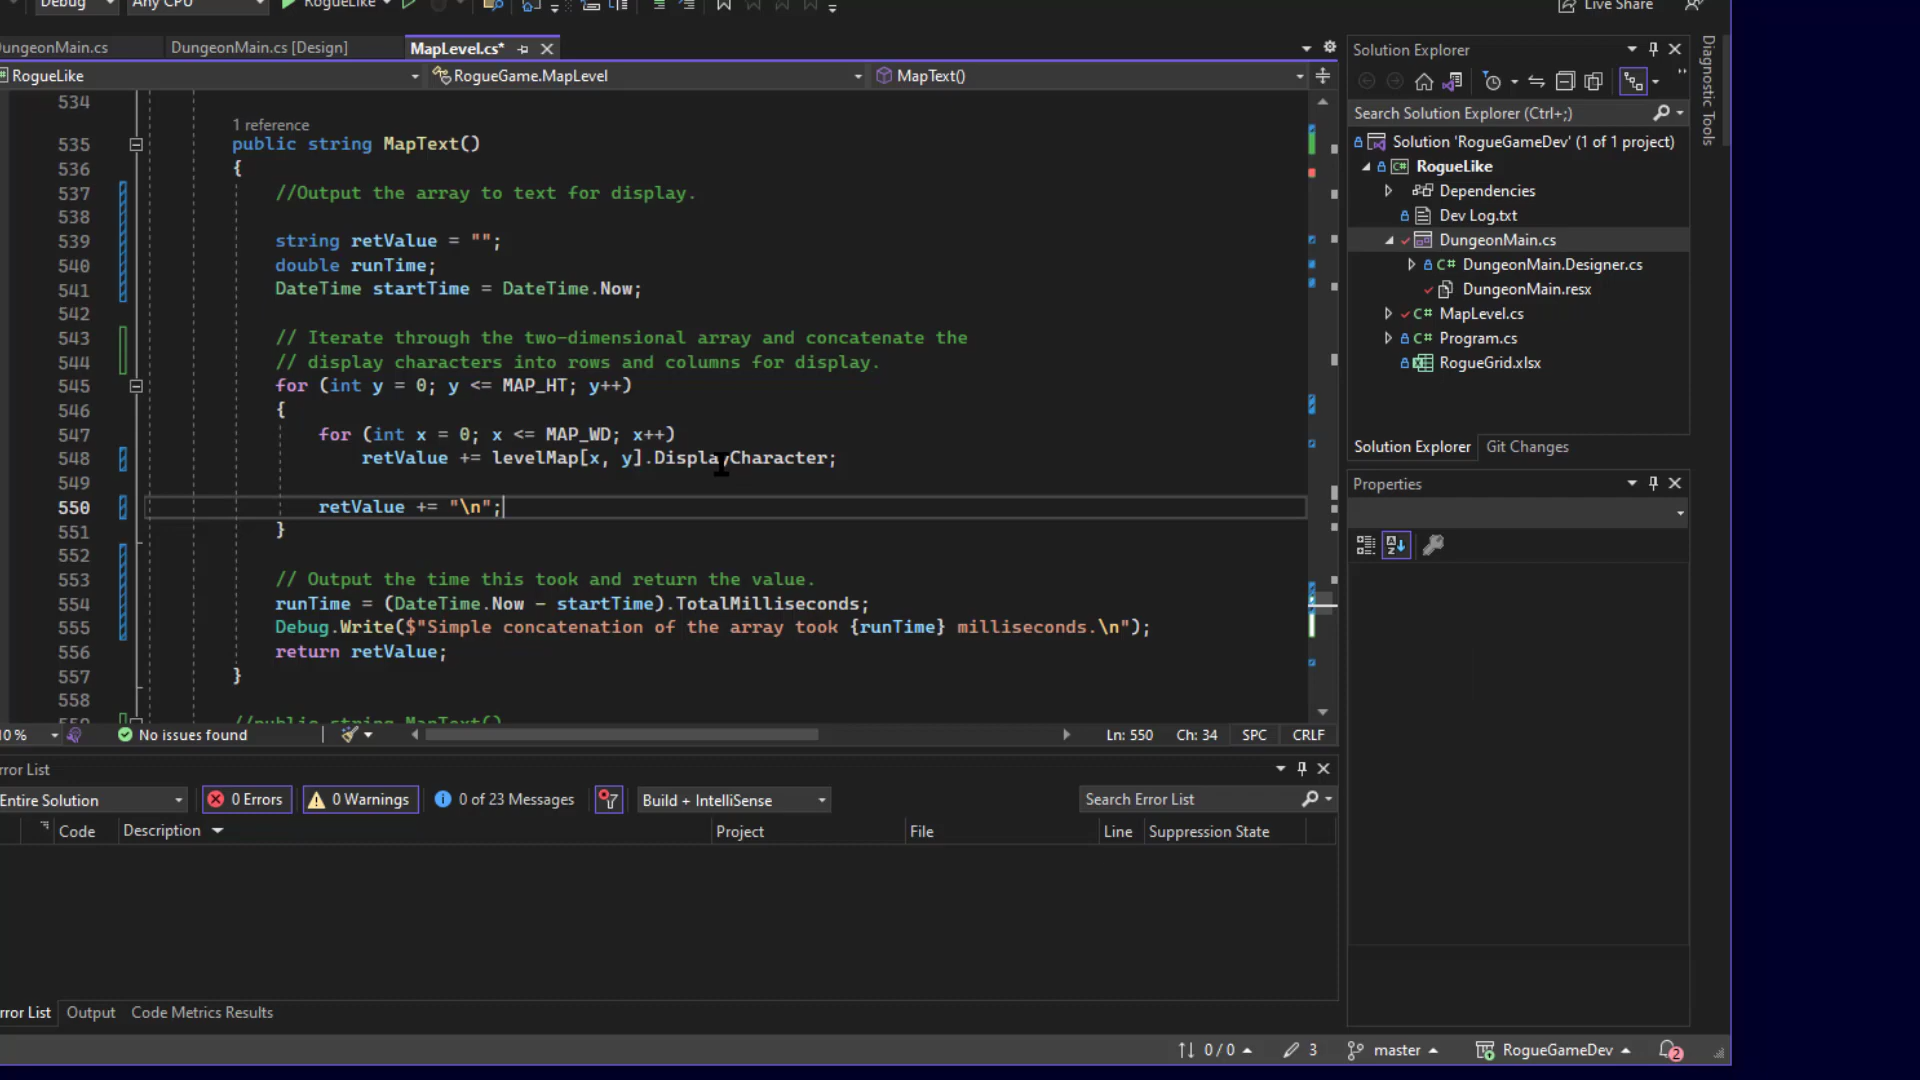 Debug
Any CPU
RogueLike
Live Share
DungeonMain.cs
DungeonMain.cs [Design]
MapLevel.cs*
RogueLike
RogueGame.MapLevel
MapText()
534
1 reference
535 public string MapText()
536 {
537 //Output the array to text for display.
538
539 string retValue = "";
540 double runTime;
541 DateTime startTime = DateTime.Now;
542
543 // Iterate through the two-dimensional array and concatenate the
544 // display characters into rows and columns for display.
545 for (int y = 0; y <= MAP_HT; y++)
546 {
547 for (int x = 0; x <= MAP_WD; x++)
548 retValue += levelMap[x, y].DisplayCharacter;
549
550 retValue += "\n";
551 }
552
553 // Output the time this took and return the value.
554 runTime = (DateTime.Now - startTime).TotalMilliseconds;
555 Debug.Write($"Simple concatenation of the array took {runTime} milliseconds.\n");
556 return retValue;
557 }
558
559 //public string MapText()
10 %
No issues found
Ln: 550
Ch: 34
SPC
CRLF
rror List
Entire Solution
0 Errors
0 Warnings
0 of 23 Messages
Build + IntelliSense
Search Error List
Code
Description
Project
File
Line
Suppression State
rror List
Output
Code Metrics Results
Solution Explorer
Search Solution Explorer (Ctrl+;)
Solution 'RogueGameDev' (1 of 1 project)
RogueLike
Dependencies
Dev Log.txt
DungeonMain.cs
DungeonMain.Designer.cs
DungeonMain.resx
MapLevel.cs
Program.cs
RogueGrid.xlsx
Solution Explorer
Git Changes
Properties
Diagnostic Tools
0 / 0
3
master
RogueGameDev
2